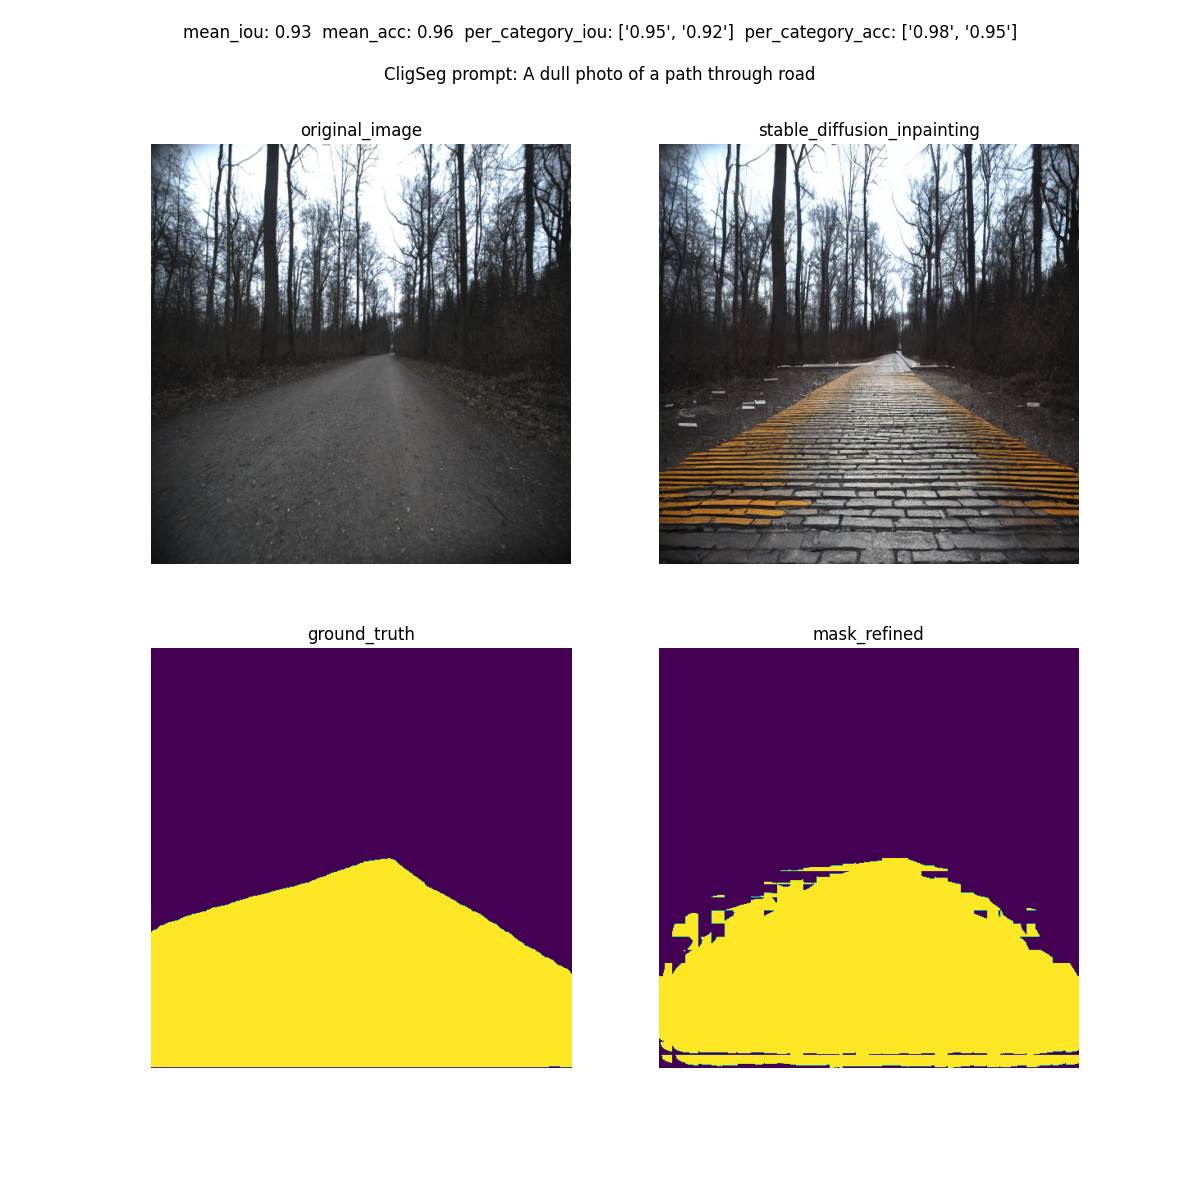 mean_iou: 0.93  mean_acc: 0.96  per_category_iou: ['0.95', '0.92']  per_category_acc: ['0.98', '0.95']
CligSeg prompt: A dull photo of a path through road
original_image
stable_diffusion_inpainting
ground_truth
mask_refined